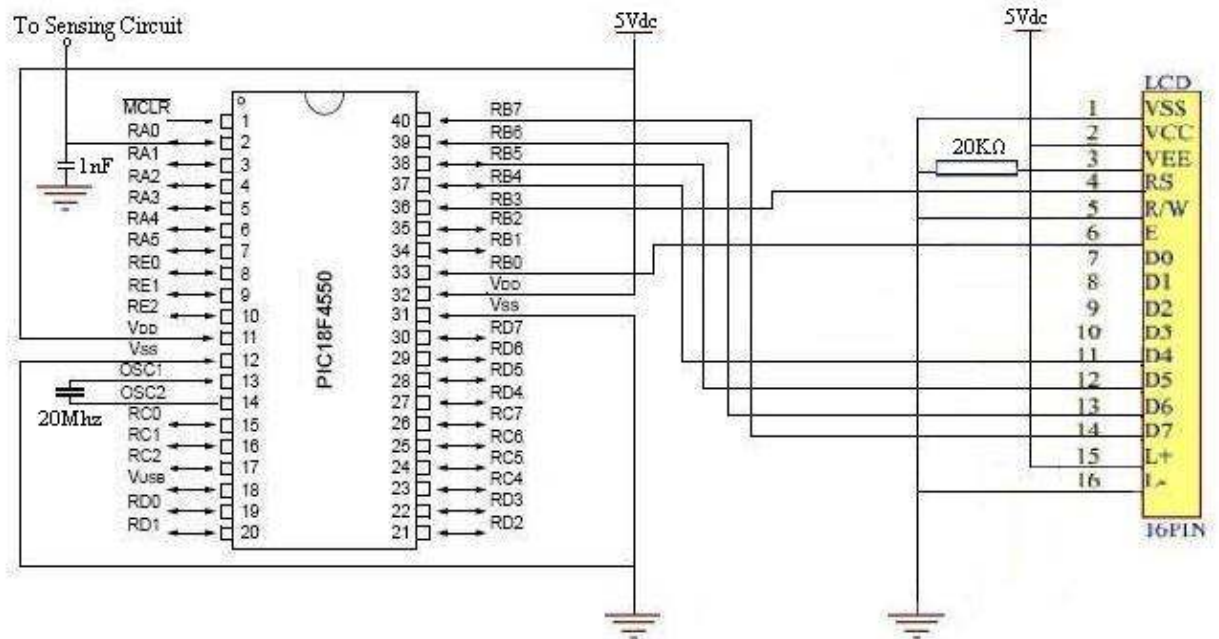 To Sensing Circuit
1nF
MCLR
RA0
RA1
RA2
RA3
RA4
RA5
RE0
RE1
RE2
VDD
VSS
OSC1
OSC2
RC0
RC1
RC2
VUSB
RD0
RD1
20Mhz
1
2
3
4
5
6
7
8
9
10
11
12
13
14
15
16
17
18
19
20
PIC18F4550
40
39
38
37
36
35
34
33
32
31
30
29
28
27
26
25
24
23
22
21
5Vdc
RB7
RB6
RB5
RB4
RB3
RB2
RB1
RB0
VDD
VSS
RD7
RD6
RD5
RD4
RC7
RC6
RC5
RC4
RD3
RD2
5Vdc
20KΩ
LCD
1 VSS
2 VCC
3 VEE
4 RS
5 R/W
6 E
7 D0
8 D1
9 D2
10 D3
11 D4
12 D5
13 D6
14 D7
15 L+
16 L-
16PIN